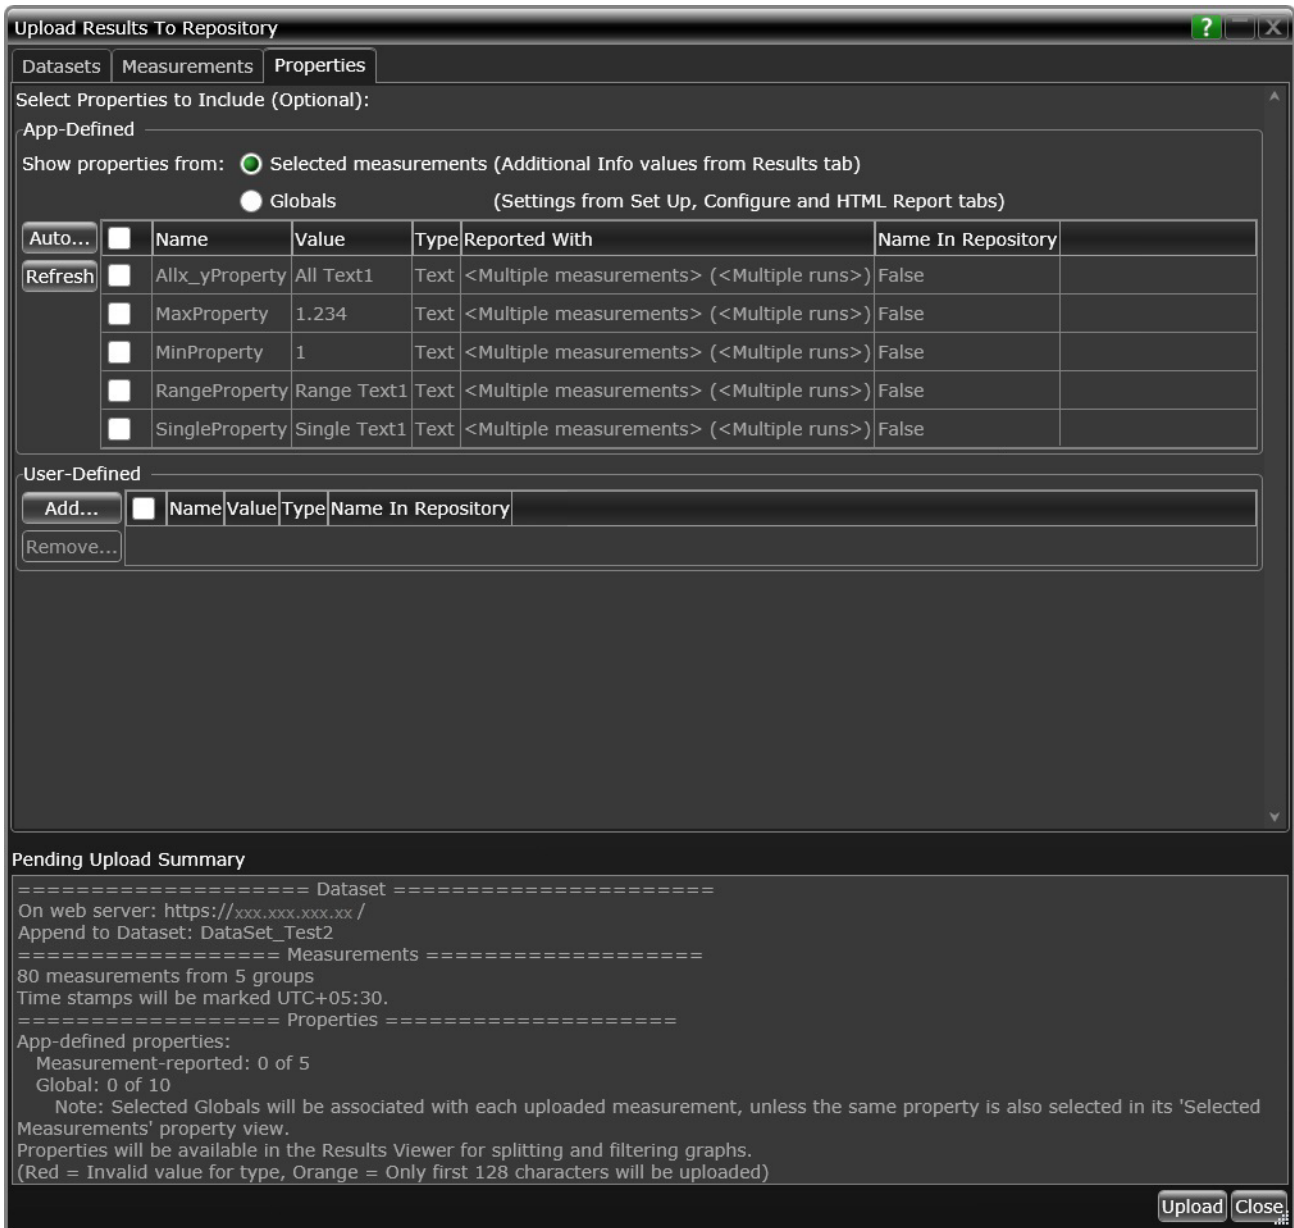 Upload Results To Repository ? X
Datasets Measurements Properties
Select Properties to Include (Optional):
App-Defined
Show properties from: Selected measurements (Additional Info values from Results tab)
Globals (Settings from Set Up, Configure and HTML Report tabs)
Auto... Name Value Type Reported With Name In Repository
Refresh Allx_yProperty All Text1 Text <Multiple measurements> (<Multiple runs>) False
MaxProperty 1.234 Text <Multiple measurements> (<Multiple runs>) False
MinProperty 1 Text <Multiple measurements> (<Multiple runs>) False
RangeProperty Range Text1 Text <Multiple measurements> (<Multiple runs>) False
SingleProperty Single Text1 Text <Multiple measurements> (<Multiple runs>) False
User-Defined
Add... Name Value Type Name In Repository
Remove...
Pending Upload Summary
==================== Dataset ======================
On web server: https://xxx.xxx.xxx.xx /
Append to Dataset: DataSet_Test2
================== Measurements ===================
80 measurements from 5 groups
Time stamps will be marked UTC+05:30.
================== Properties ====================
App-defined properties:
Measurement-reported: 0 of 5
Global: 0 of 10
Note: Selected Globals will be associated with each uploaded measurement, unless the same property is also selected in its 'Selected
Measurements' property view.
Properties will be available in the Results Viewer for splitting and filtering graphs.
(Red = Invalid value for type, Orange = Only first 128 characters will be uploaded)
Upload Close